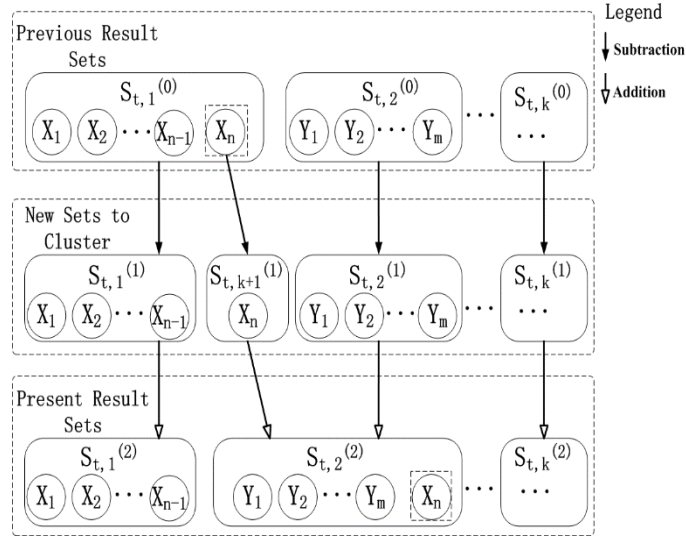 Legend
Subtraction
Addition
Previous Result
Sets
S_{t,1}^{(0)} S_{t,2}^{(0)} S_{t,k}^{(0)}
X_1 X_2 ··· X_{n-1} X_n Y_1 Y_2 ··· Y_m ··· ···
New Sets to
Cluster
S_{t,1}^{(1)} S_{t,k+1}^{(1)} S_{t,2}^{(1)} S_{t,k}^{(1)}
X_1 X_2 ··· X_{n-1} X_n Y_1 Y_2 ··· Y_m ··· ···
Present Result
Sets
S_{t,1}^{(2)} S_{t,2}^{(2)} S_{t,k}^{(2)}
X_1 X_2 ··· X_{n-1} Y_1 Y_2 ··· Y_m X_n ··· ···